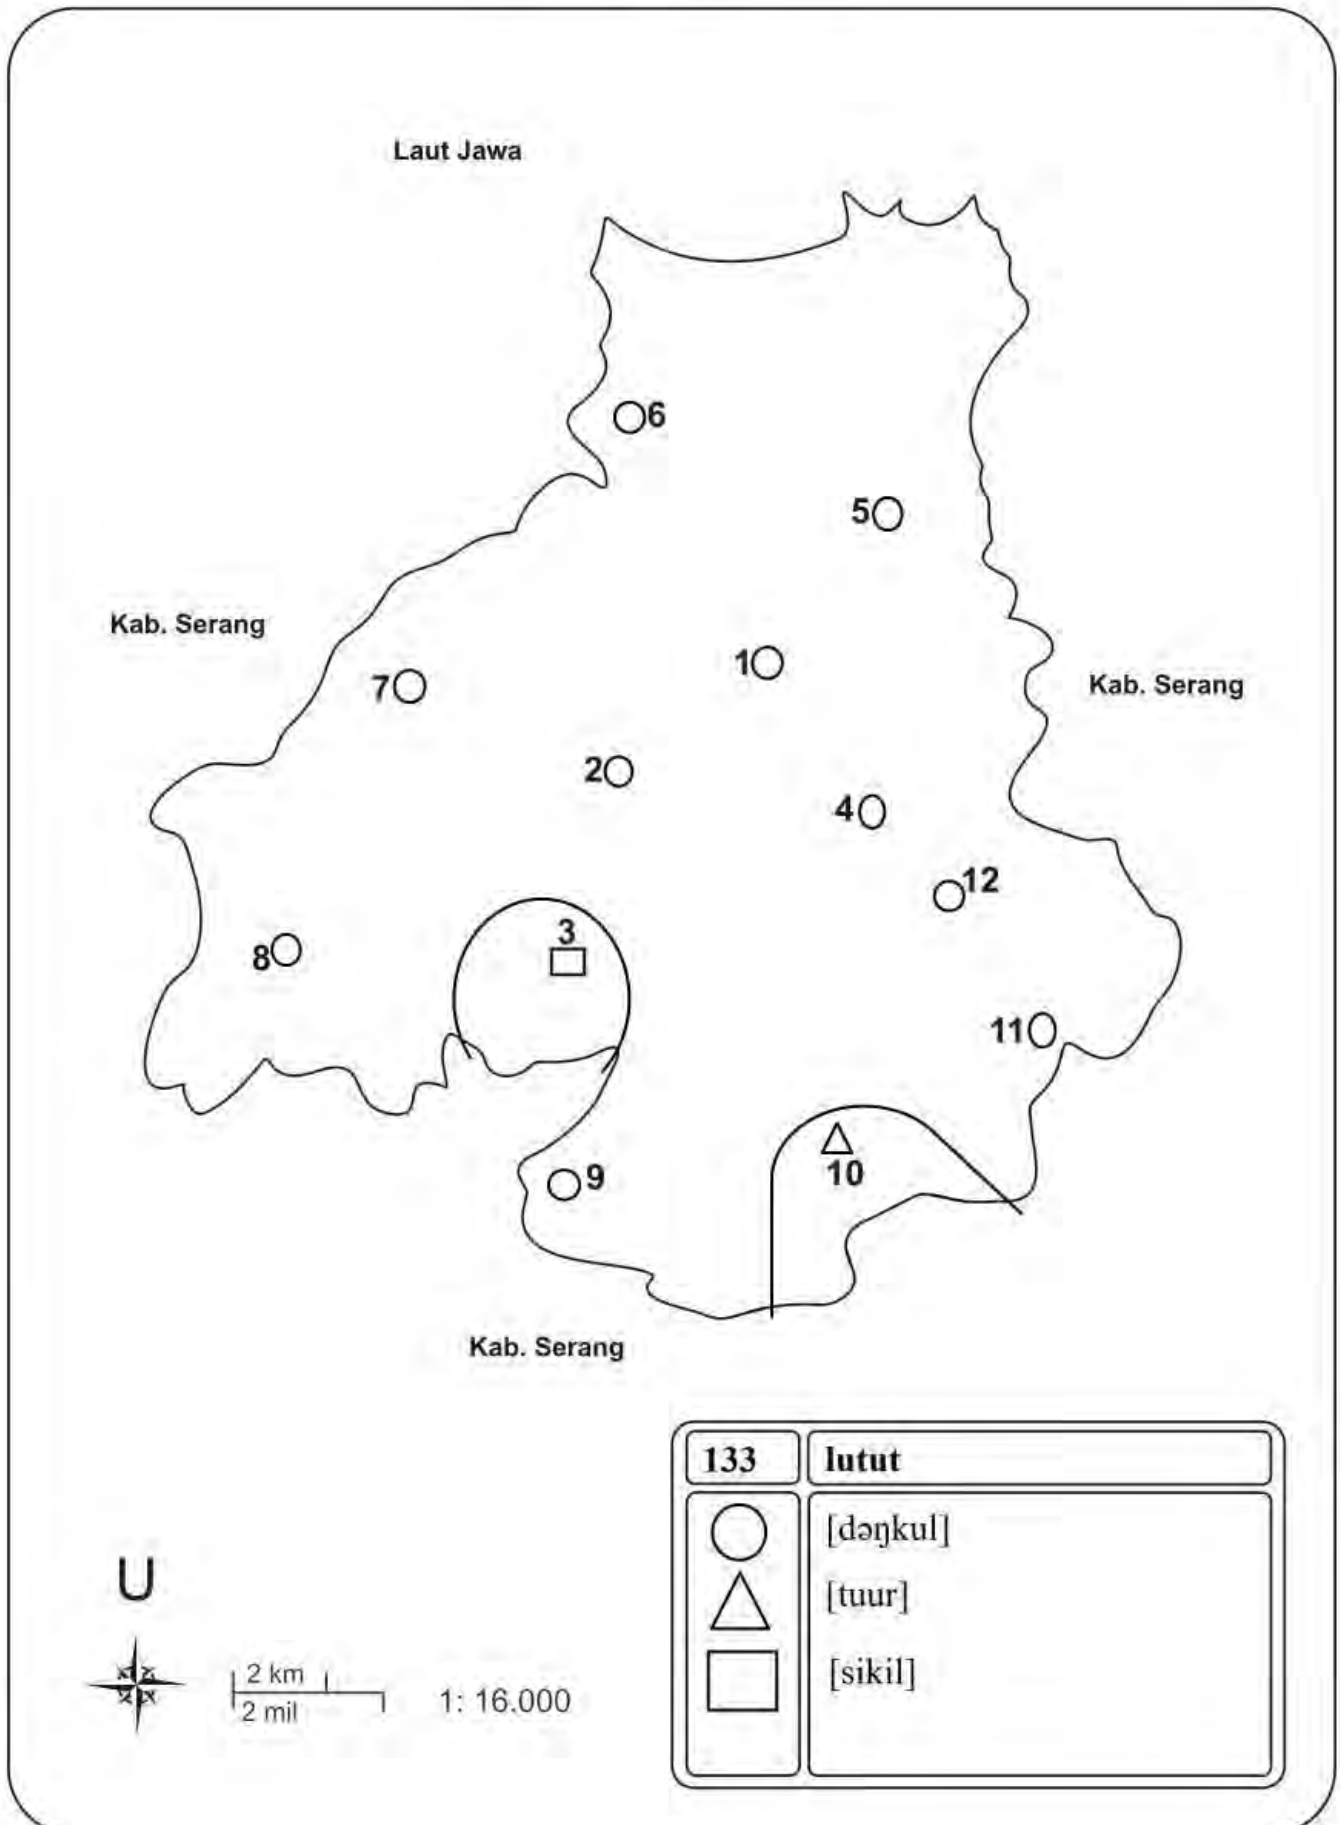 Laut Jawa
6
5
Kab. Serang
1
7
Kab. Serang
2
4
12
3
8
11
10
9
Kab. Serang
133 lutut
[dəŋkul]
[tuur]
[sikil]
U
2 km
2 mil
1: 16.000